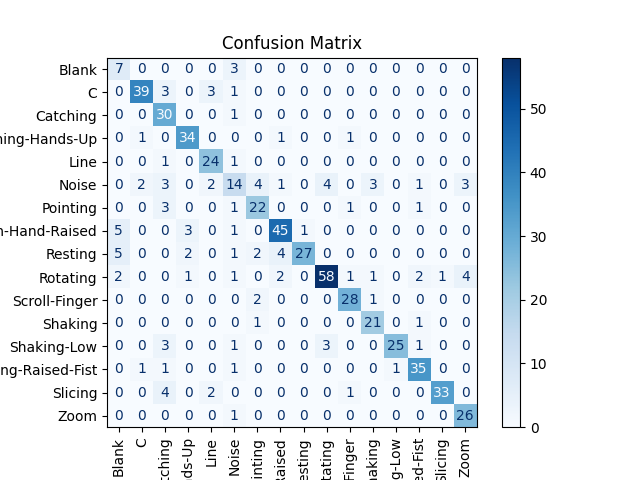 Confusion Matrix
Blank 7 0 0 0 0 3 0 0 0 0 0 0 0 0 0 0
C 0 39 3 0 3 1 0 0 0 0 0 0 0 0 0 0
Catching 0 0 30 0 0 1 0 0 0 0 0 0 0 0 0 0
ning-Hands-Up 0 1 0 34 0 0 0 1 0 0 1 0 0 0 0 0
Line 0 0 1 0 24 1 0 0 0 0 0 0 0 0 0 0
Noise 0 2 3 0 2 14 4 1 0 4 0 3 0 1 0 3
Pointing 0 0 3 0 0 1 22 0 0 0 1 0 0 1 0 0
n-Hand-Raised 5 0 0 3 0 1 0 45 1 0 0 0 0 0 0 0
Resting 5 0 0 2 0 1 2 4 27 0 0 0 0 0 0 0
Rotating 2 0 0 1 0 1 0 2 0 58 1 1 0 2 1 4
Scroll-Finger 0 0 0 0 0 0 2 0 0 0 28 1 0 0 0 0
Shaking 0 0 0 0 0 0 1 0 0 0 0 21 0 1 0 0
Shaking-Low 0 0 3 0 0 1 0 0 0 3 0 0 25 1 0 0
ng-Raised-Fist 0 1 1 0 0 1 0 0 0 0 0 0 1 35 0 0
Slicing 0 0 4 0 2 0 0 0 0 0 1 0 0 0 33 0
Zoom 0 0 0 0 0 1 0 0 0 0 0 0 0 0 0 26
Blank C tching nds-Up Line Noise inting Raised esting tating Finger naking g-Low ed-Fist Slicing Zoom
50
40
30
20
10
0